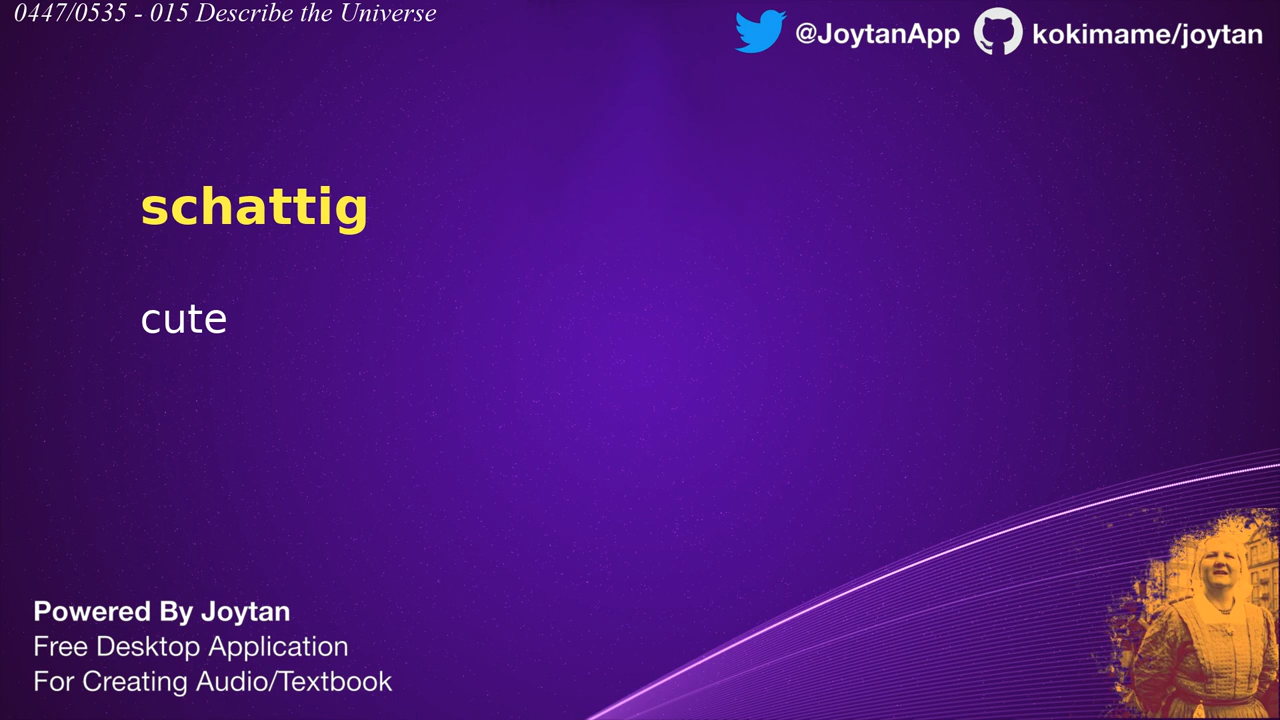 0447/0535 - 015 Describe the Universe
@JoytanApp kokimame/joytan
schattig
cute
Powered By Joytan
Free Desktop Application
For Creating Audio/Textbook